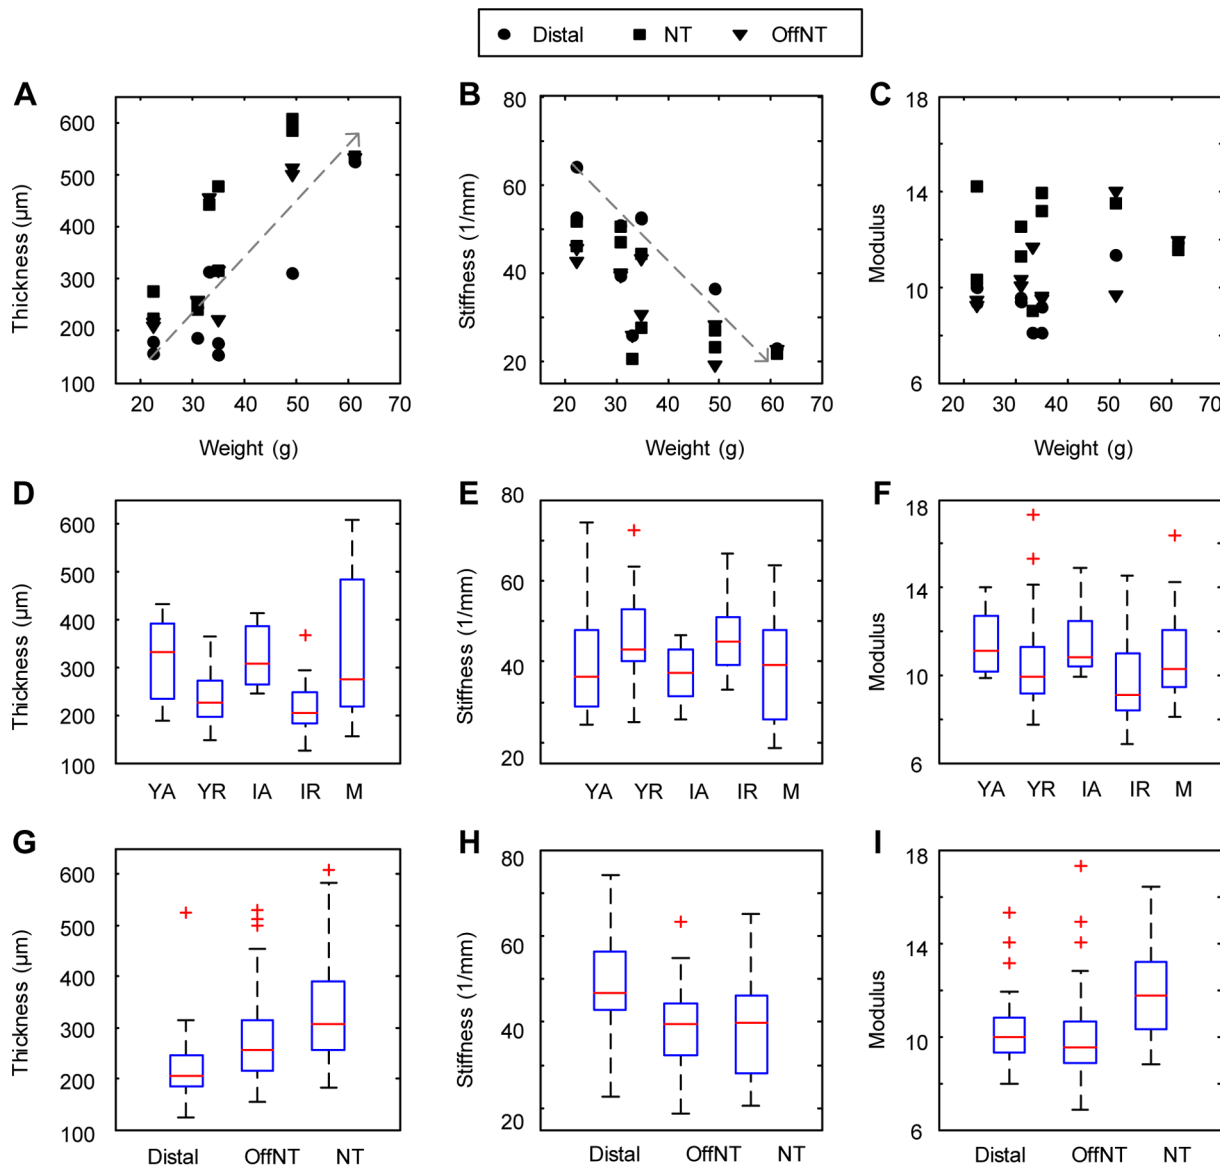 Distal NT OffNT
A B C
600 500 400 300 200 100
Thickness (µm)
20 30 40 50 60 70
Weight (g)
80 60 40 20
Stiffness (1/mm)
20 30 40 50 60 70
Weight (g)
18 14 10 6
Modulus
20 30 40 50 60 70
Weight (g)
D E F
600 500 400 300 200 100
Thickness (µm)
YA YR IA IR M
80 60 40 20
Stiffness (1/mm)
YA YR IA IR M
18 14 10 6
Modulus
YA YR IA IR M
G H I
600 500 400 300 200 100
Thickness (µm)
Distal OffNT NT
80 60 40 20
Stiffness (1/mm)
Distal OffNT NT
18 14 10 6
Modulus
Distal OffNT NT